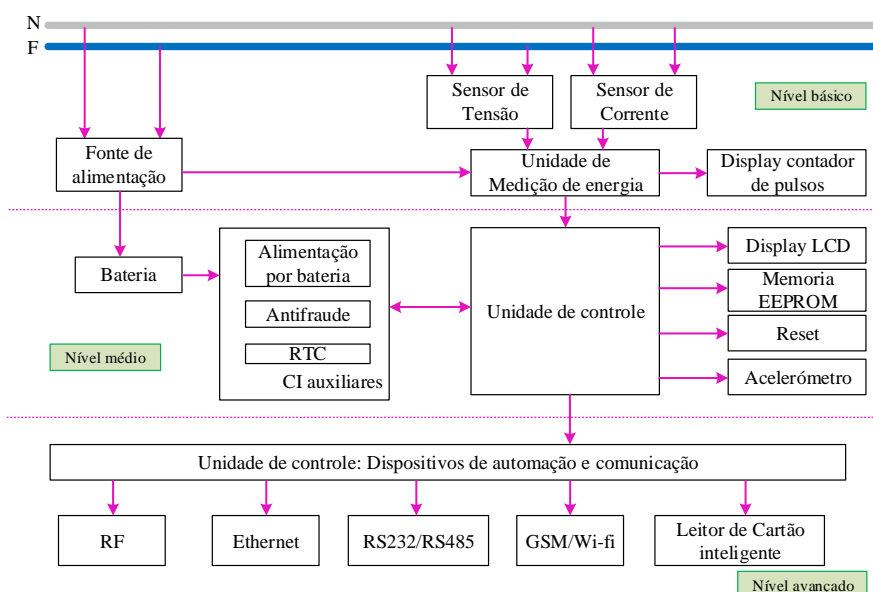 N
F
Sensor de
Tensão
Sensor de
Corrente
Nível básico
Fonte de
alimentação
Unidade de
Medição de energia
Display contador
de pulsos
Bateria
Alimentação
por bateria
Antifraude
RTC
CI auxiliares
Unidade de controle
Display LCD
Memoria
EEPROM
Reset
Acelerómetro
Nível médio
Unidade de controle: Dispositivos de automação e comunicação
RF
Ethernet
RS232/RS485
GSM/Wi-fi
Leitor de Cartão
inteligente
Nível avançado